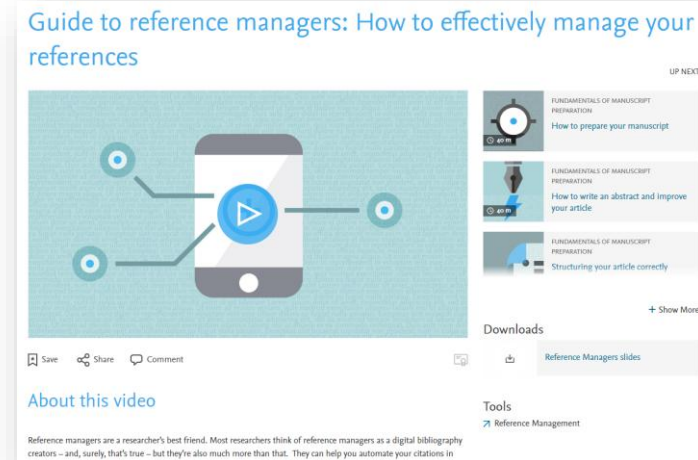 Guide to reference managers: How to effectively manage your
references
UP NEXT
FUNDAMENTALS OF MANUSCRIPT
PREPARATION
How to prepare your manuscript
40 m
FUNDAMENTALS OF MANUSCRIPT
PREPARATION
How to write an abstract and improve
your article
40 m
FUNDAMENTALS OF MANUSCRIPT
PREPARATION
Structuring your article correctly
+ Show More
Save Share Comment
Downloads
Reference Managers slides
About this video
Tools
Reference Management
Reference managers are a researcher's best friend. Most researchers think of reference managers as a digital bibliography
creators – and, surely, that's true – but they're also much more than that. They can help you automate your citations in